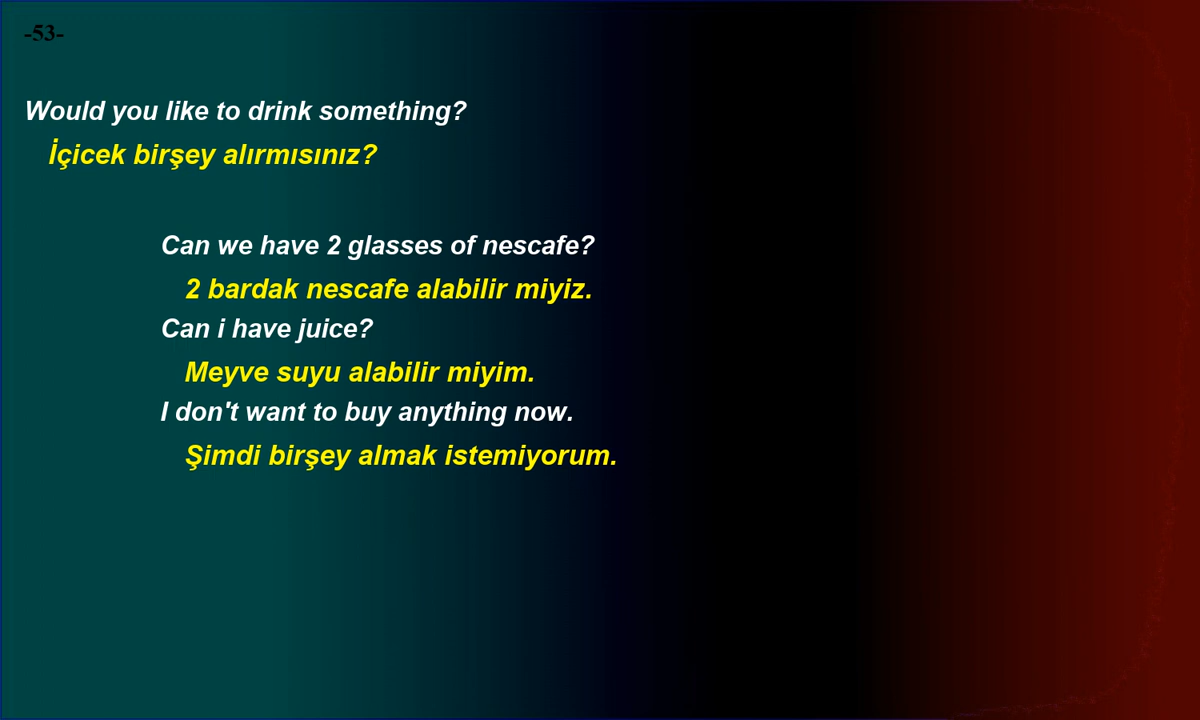 -53-
Would you like to drink something?
İçicek birşey alırmısınız?
Can we have 2 glasses of nescafe?
2 bardak nescafe alabilir miyiz.
Can i have juice?
Meyve suyu alabilir miyim.
I don't want to buy anything now.
Şimdi birşey almak istemiyorum.